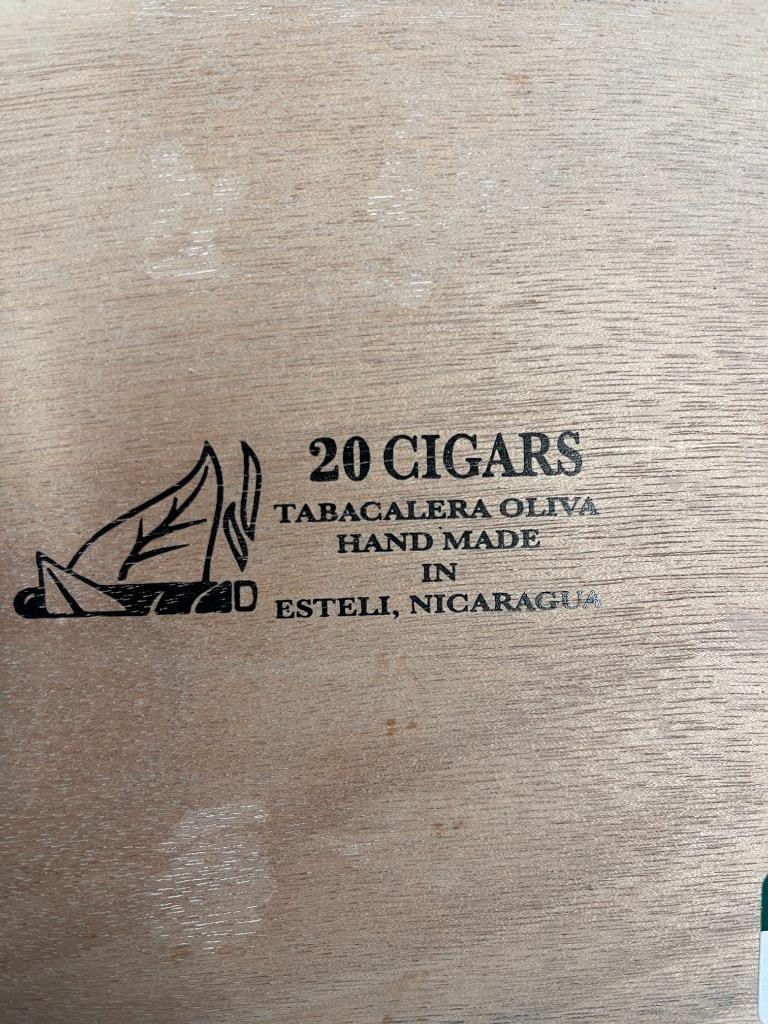 20 CIGARS
TABACALERA OLIVA
HAND MADE
IN
ESTELI, NICARAGUA